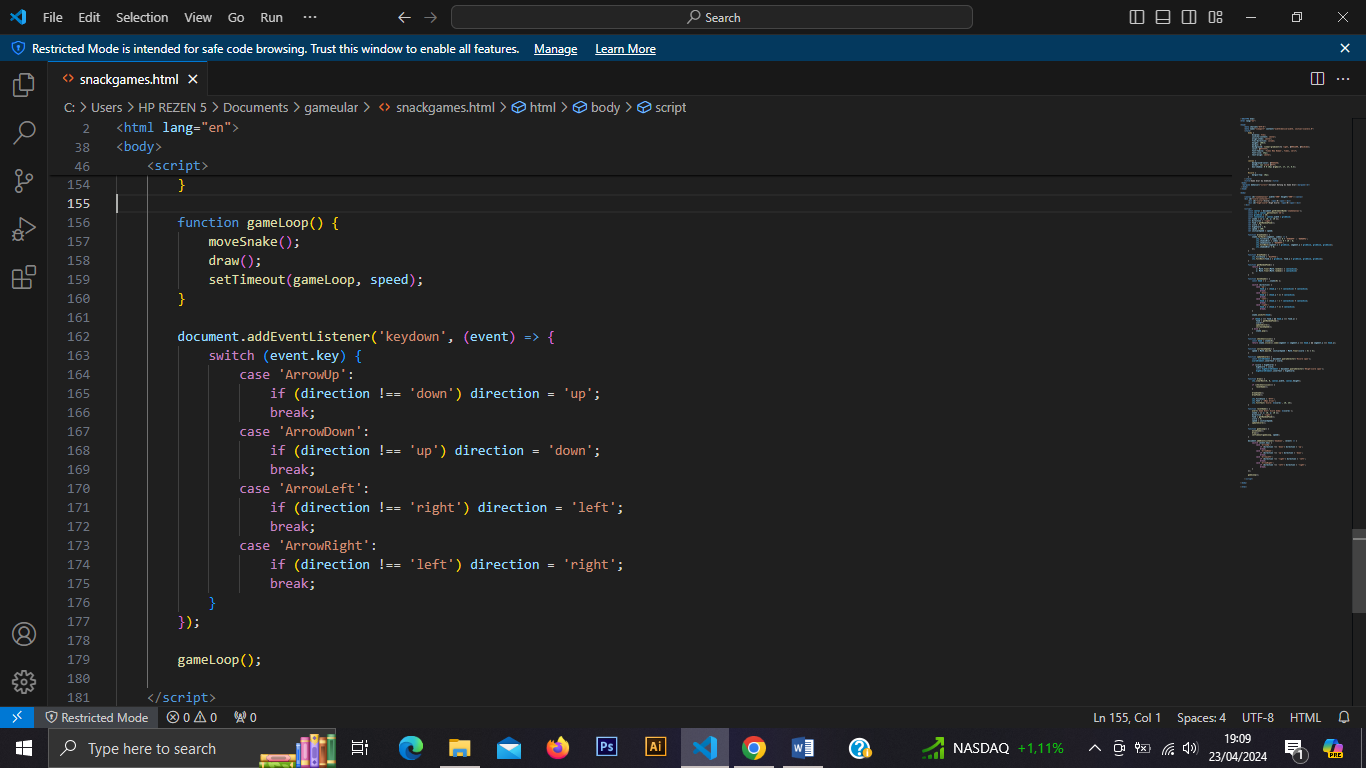 File Edit Selection View Go Run ··· Search
Restricted Mode is intended for safe code browsing. Trust this window to enable all features. Manage Learn More
snackgames.html
C: > Users > HP REZEN 5 > Documents > gameular > snackgames.html > html > body > script
2 <html lang="en">
38 <body>
46 <script>
154 }
155
156 function gameLoop() {
157 moveSnake();
158 draw();
159 setTimeout(gameLoop, speed);
160 }
161
162 document.addEventListener('keydown', (event) => {
163 switch (event.key) {
164 case 'ArrowUp':
165 if (direction !== 'down') direction = 'up';
166 break;
167 case 'ArrowDown':
168 if (direction !== 'up') direction = 'down';
169 break;
170 case 'ArrowLeft':
171 if (direction !== 'right') direction = 'left';
172 break;
173 case 'ArrowRight':
174 if (direction !== 'left') direction = 'right';
175 break;
176 }
177 });
178
179 gameLoop();
180
181 </script>
Restricted Mode 0 0 0 Ln 155, Col 1 Spaces: 4 UTF-8 HTML
Type here to search Ps Ai W NASDAQ +1,11% 19:09 1 PRE
23/04/2024